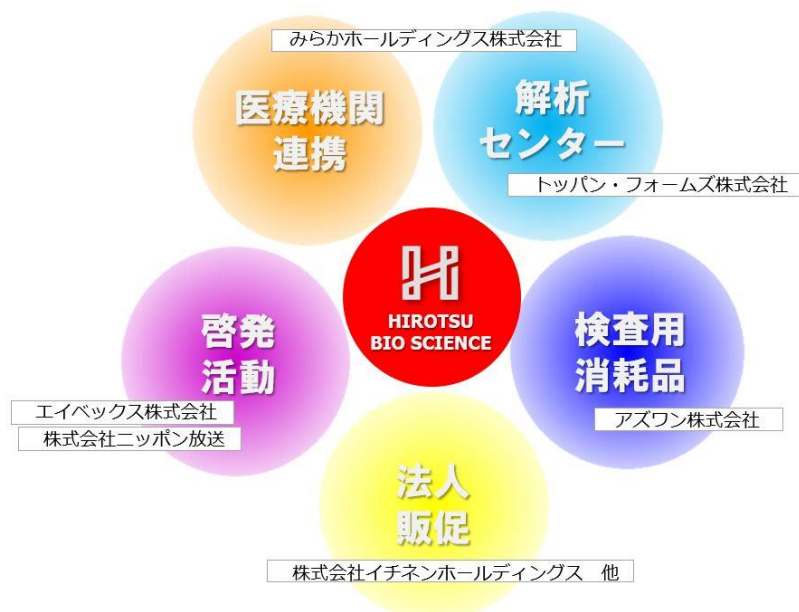 みらかホールディングス株式会社
医療機関
連携
解析
センター
トッパン・フォームズ株式会社
HIROTSU
BIO SCIENCE
啓発
活動
エイベックス株式会社
株式会社ニッポン放送
検査用
消耗品
アズワン株式会社
法人
販促
株式会社イチネンホールディングス　他